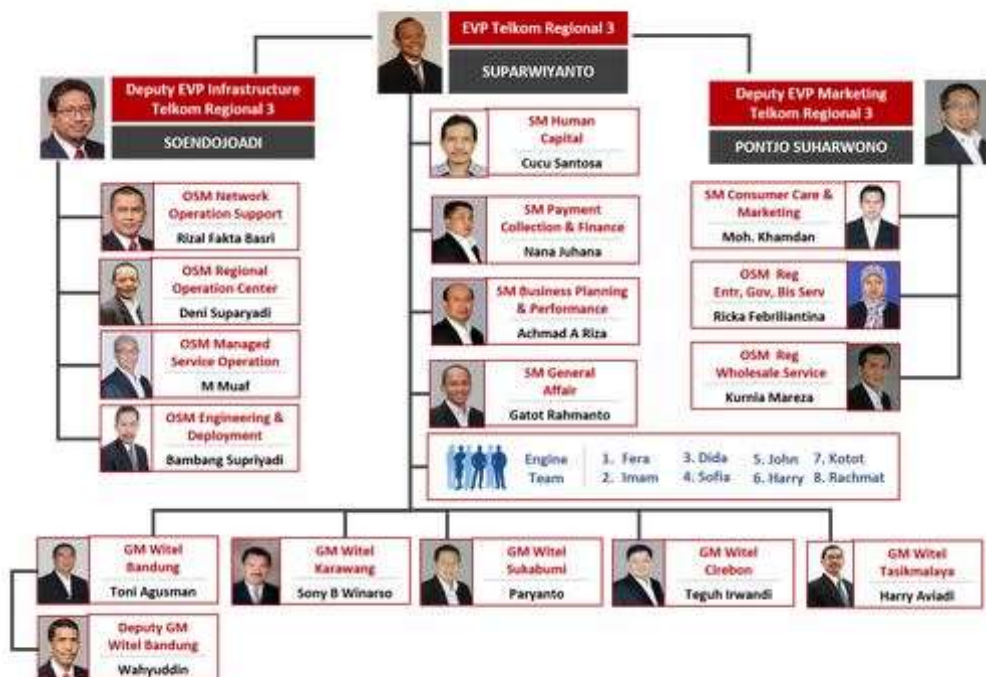 EVP Telkom Regional 3
SUPARWIYANTO
Deputy EVP Infrastructure
Telkom Regional 3
SOENDOJOADI
OSM Network
Operation Support
Rizal Fakta Basri
OSM Regional
Operation Center
Deni Suparyadi
OSM Managed
Service Operation
M Muaf
OSM Engineering &
Deployment
Bambang Supriyadi
SM Human
Capital
Cucu Santosa
SM Payment
Collection & Finance
Nana Juhana
SM Business Planning
& Performance
Achmad A Riza
SM General
Affair
Gatot Rahmanto
Deputy EVP Marketing
Telkom Regional 3
PONTJO SUHARWONO
SM Consumer Care &
Marketing
Moh. Khamdan
OSM Reg
Entr, Gov, Bis Serv
Ricka Febriliantina
OSM Reg
Wholesale Service
Kurnia Mareza
Engine
Team
1. Fera
2. Imam
3. Dida
4. Sofia
5. John
6. Harry
7. Kotot
8. Rachmat
GM Witel
Bandung
Toni Agusman
GM Witel
Karawang
Sony B Winarso
GM Witel
Sukabumi
Paryanto
GM Witel
Cirebon
Teguh Irwandi
GM Witel
Tasikmalaya
Harry Aviadi
Deputy GM
Witel Bandung
Wahyuddin